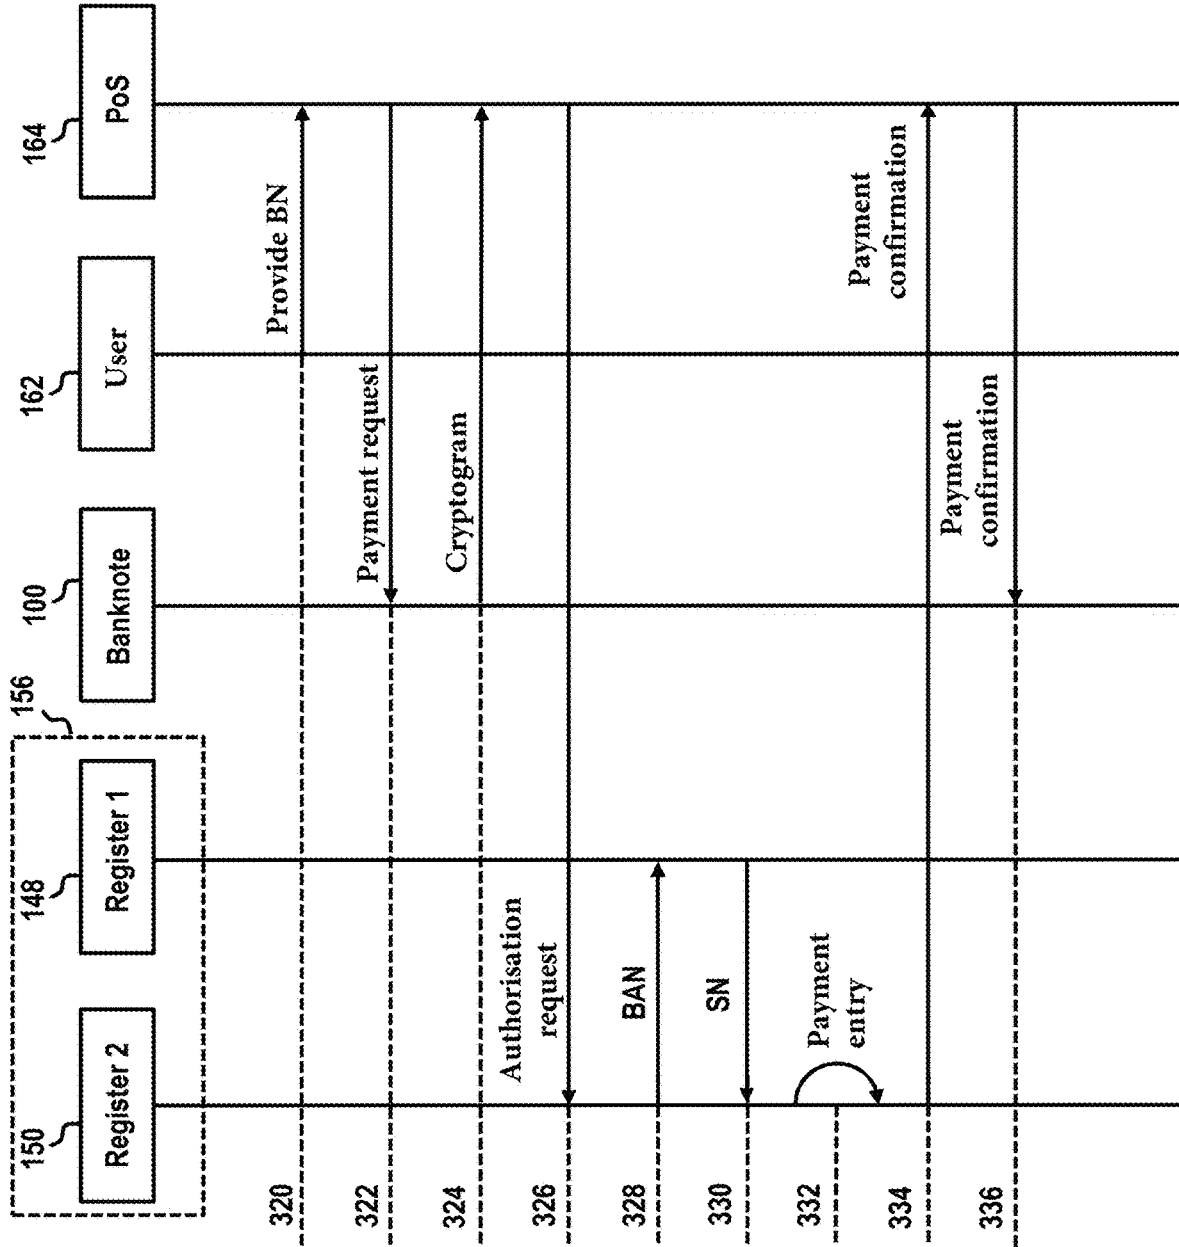 156
150
148
100
162
164
Register 2
Register 1
Banknote
User
PoS
320
Provide BN
322
Payment request
324
Cryptogram
326
Authorisation
request
328
BAN
330
SN
332
Payment
entry
334
Payment
confirmation
336
Payment
confirmation